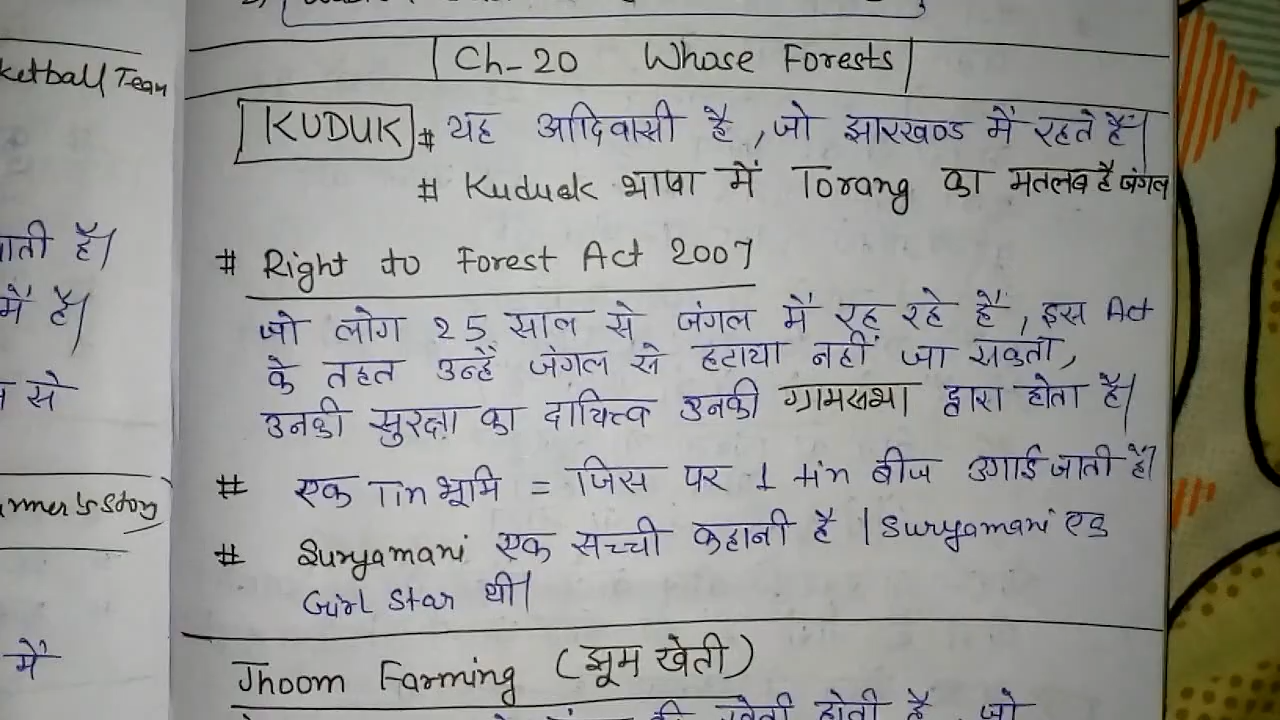 ketball Team
ाती है।
में है।
से
armer's Story
में
Ch-20 Whose Forests
KUDUK # यह आदिवासी है, जो झारखण्ड में रहते हैं।
# Kuduk भाषा में Torang का मतलब है जंगल
# Right to Forest Act 2007
जो लोग 25 साल से जंगल में रह रहे हैं, इस Act
के तहत उन्हें जंगल से हटाया नहीं जा सकता,
उनकी सुरक्षा का दायित्व उनकी ग्रामसभा द्वारा होता है।
# एक Tin भूमि = जिस पर 1 tin बीज उगाई जाती है।
# Suryamani एक सच्ची कहानी है। Suryamani एक
Girl Star थी।
Jhoom Farming (झूम खेती)
खेती होती है, जो